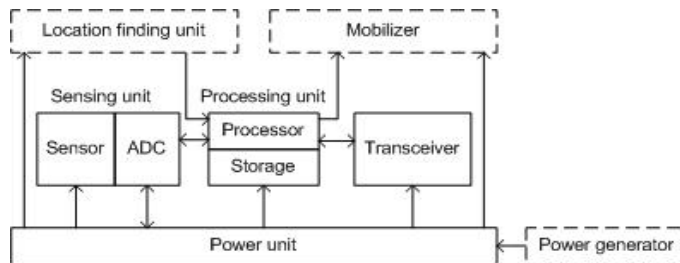 Location finding unit
Mobilizer
Sensing unit
Processing unit
Sensor
ADC
Processor
Storage
Transceiver
Power unit
Power generator